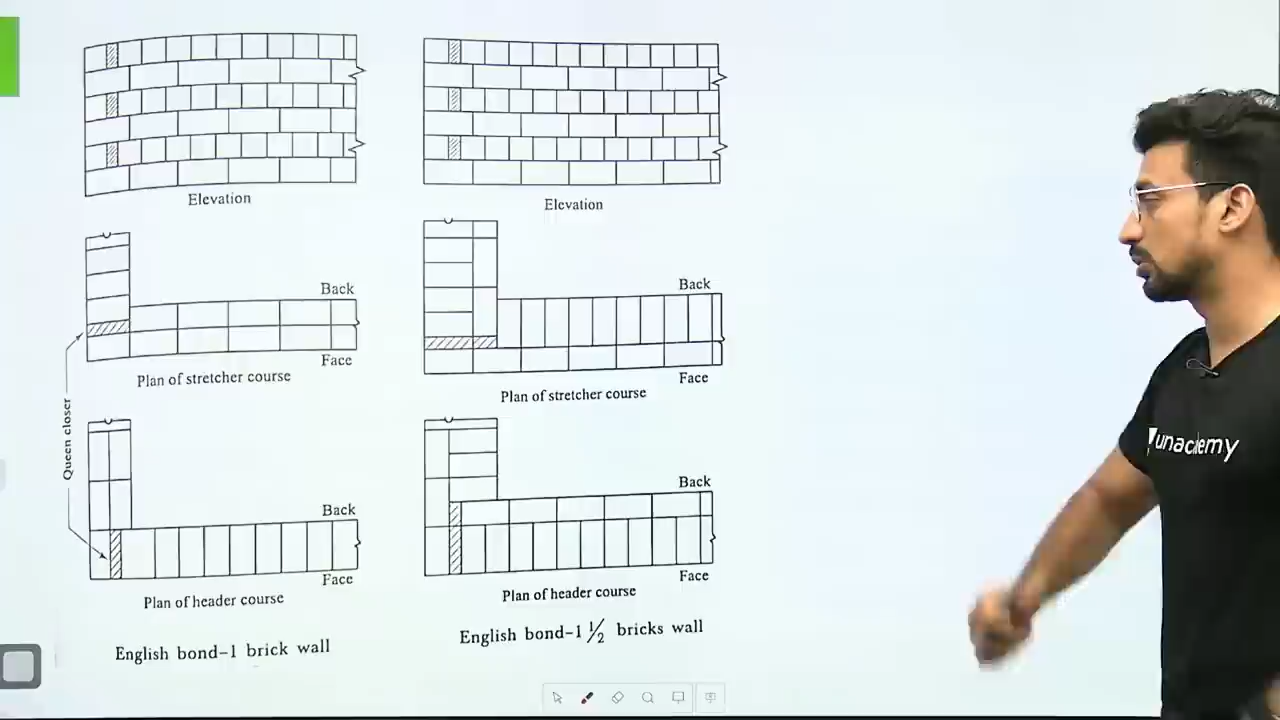 Elevation
Back
Face
Plan of stretcher course
Queen closer
Back
Face
Plan of header course
English bond–1 brick wall
Elevation
Back
Face
Plan of stretcher course
Back
Face
Plan of header course
English bond–1 1/2 bricks wall
unacademy